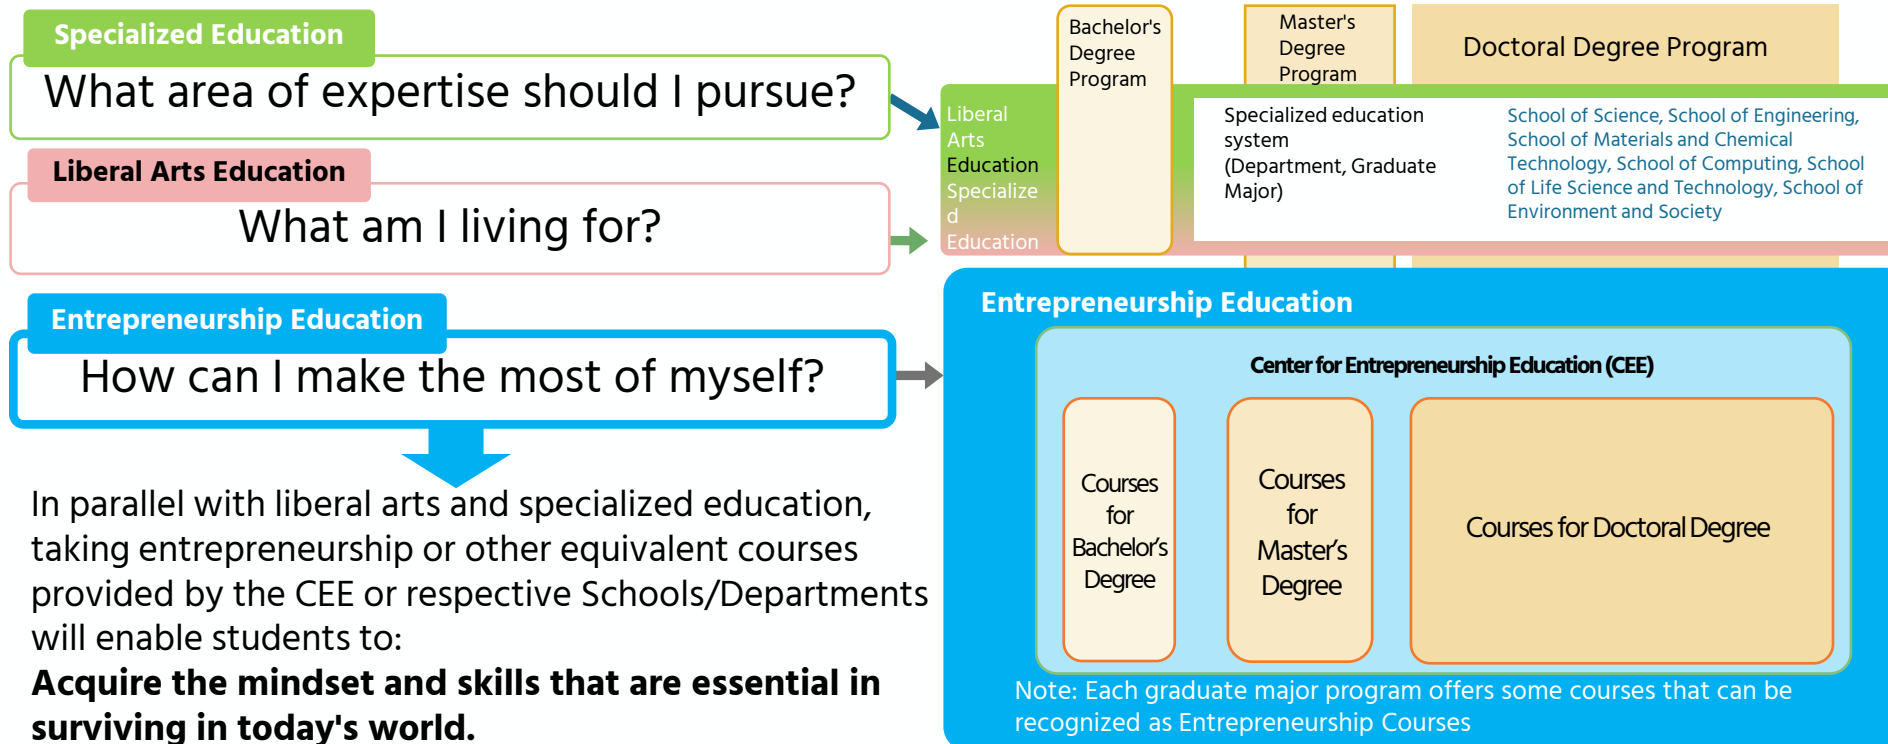 Specialized Education
What area of expertise should I pursue?
Liberal Arts Education
What am I living for?
Entrepreneurship Education
How can I make the most of myself?
In parallel with liberal arts and specialized education,
taking entrepreneurship or other equivalent courses
provided by the CEE or respective Schools/Departments
will enable students to:
Acquire the mindset and skills that are essential in
surviving in today's world.
Bachelor's
Degree
Program
Master's
Degree
Program
Doctoral Degree Program
Liberal
Arts
Education
Specialize
d
Education
Specialized education
system
(Department, Graduate
Major)
School of Science, School of Engineering,
School of Materials and Chemical
Technology, School of Computing, School
of Life Science and Technology, School of
Environment and Society
Entrepreneurship Education
Center for Entrepreneurship Education (CEE)
Courses
for
Bachelor’s
Degree
Courses
for
Master’s
Degree
Courses for Doctoral Degree
Note: Each graduate major program offers some courses that can be
recognized as Entrepreneurship Courses